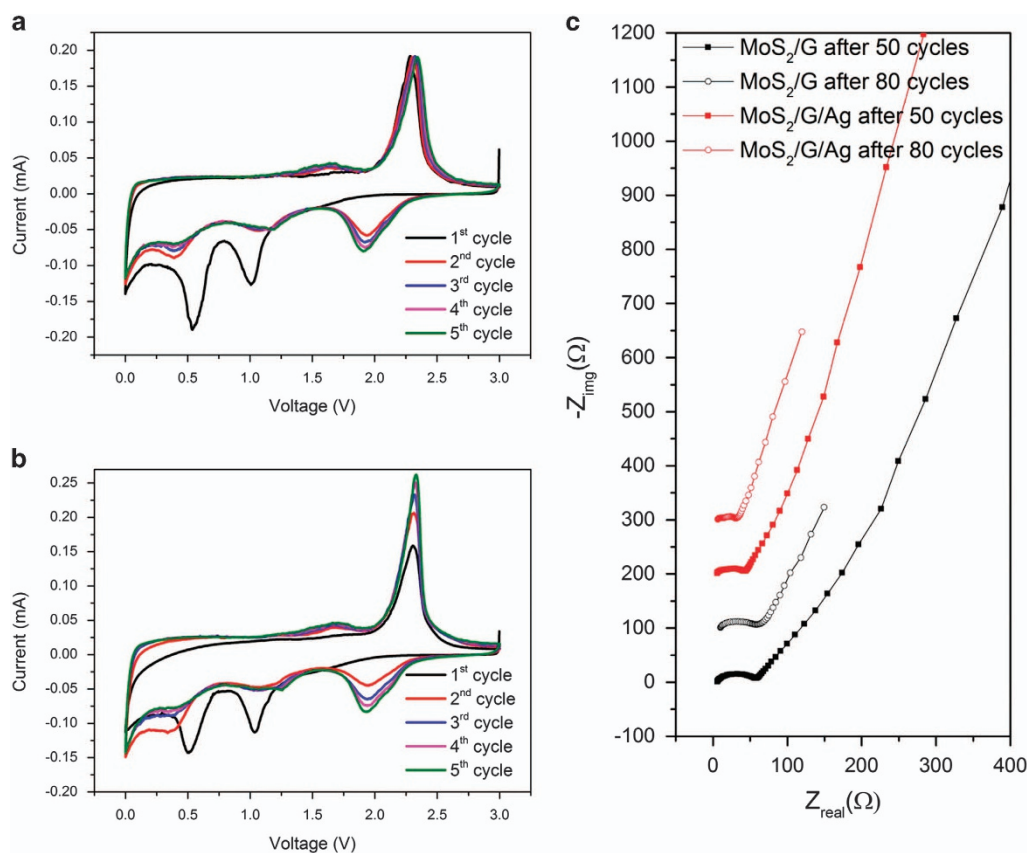 a
0.20
0.15
0.10
0.05
0.00
-0.05
-0.10
-0.15
-0.20
Current (mA)
1st cycle
2nd cycle
3rd cycle
4th cycle
5th cycle
0.0 0.5 1.0 1.5 2.0 2.5 3.0
Voltage (V)
b
0.25
0.20
0.15
0.10
0.05
0.00
-0.05
-0.10
-0.15
-0.20
Current (mA)
1st cycle
2nd cycle
3rd cycle
4th cycle
5th cycle
0.0 0.5 1.0 1.5 2.0 2.5 3.0
Voltage (V)
c
1200
1100
1000
900
800
700
600
500
400
300
200
100
0
-100
-Zimg(Ω)
MoS2/G after 50 cycles
MoS2/G after 80 cycles
MoS2/G/Ag after 50 cycles
MoS2/G/Ag after 80 cycles
0 100 200 300 400
Zreal(Ω)